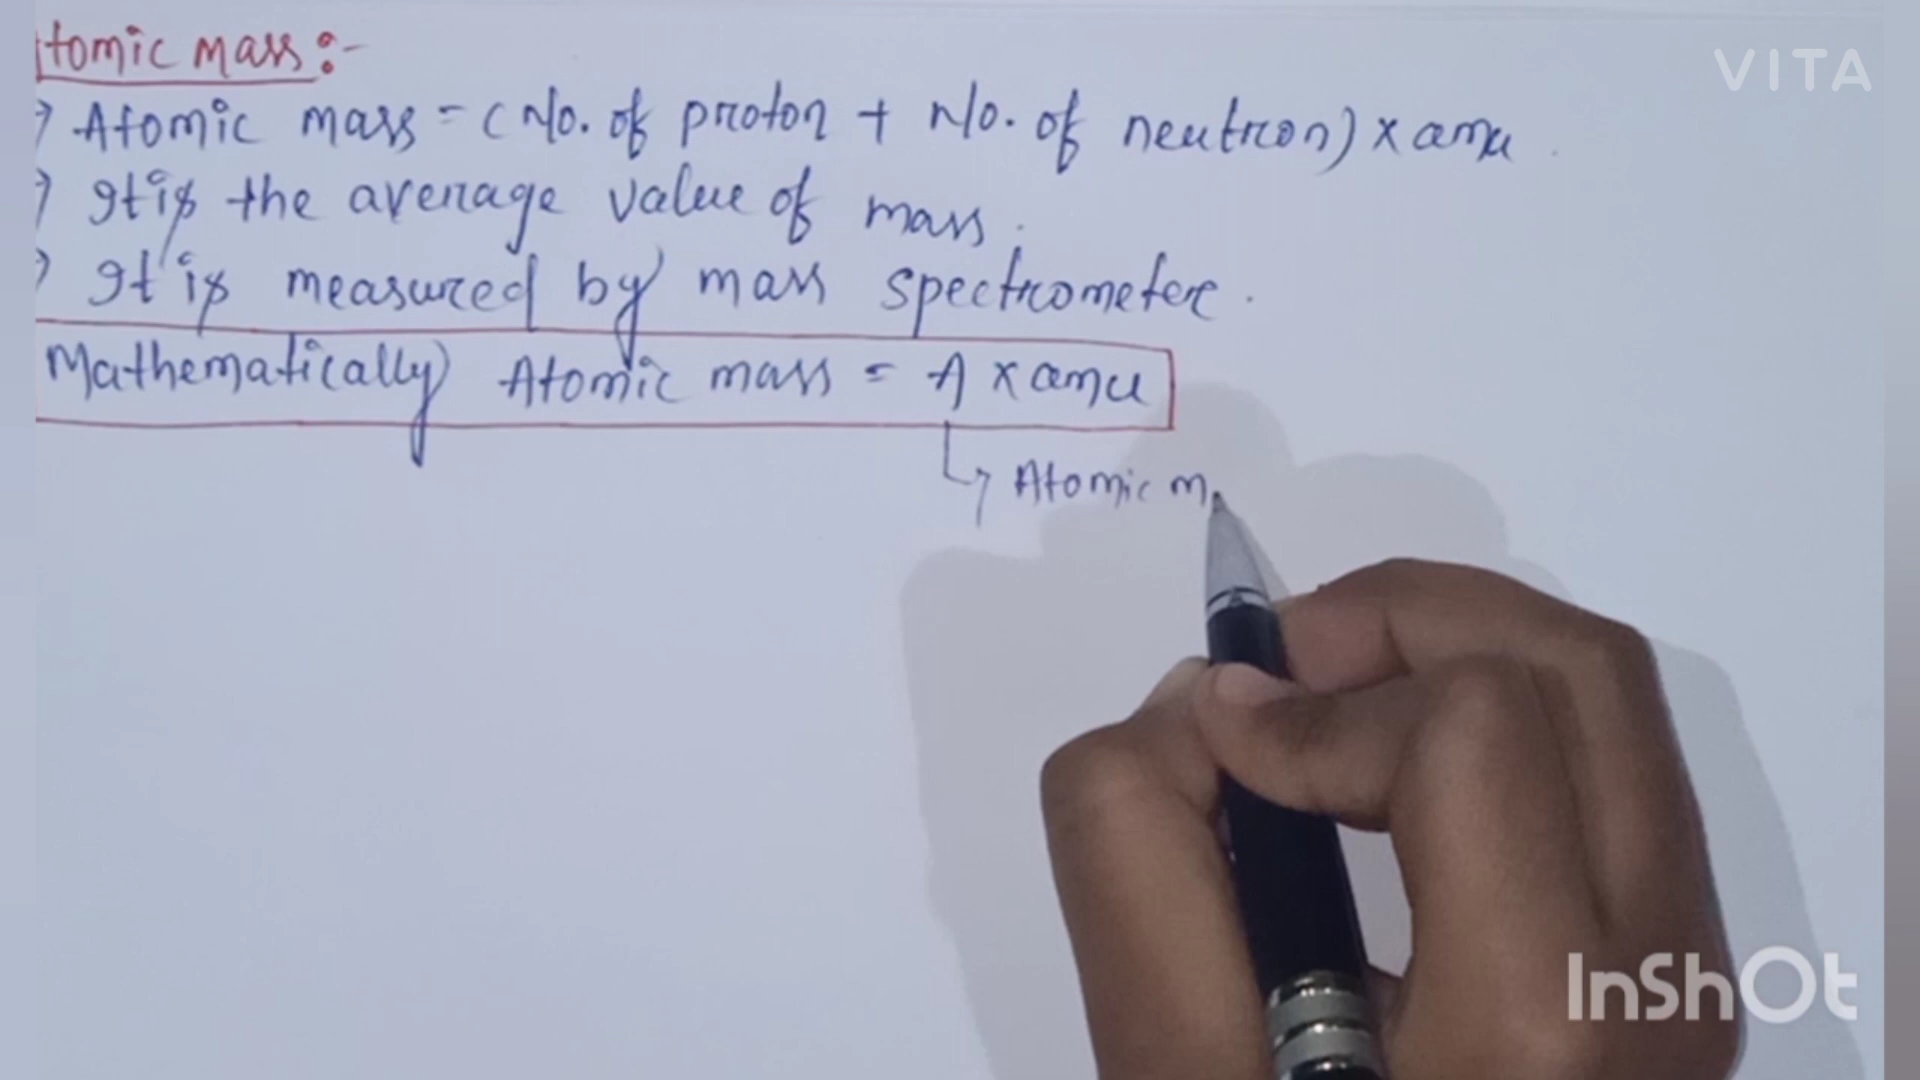 tomic mass:-
VITA
Atomic mass = (No. of proton + No. of neutron) x amu
It is the average value of mass.
It is measured by mass spectrometer.
Mathematically Atomic mass = A x amu
Atomic m
InShOt